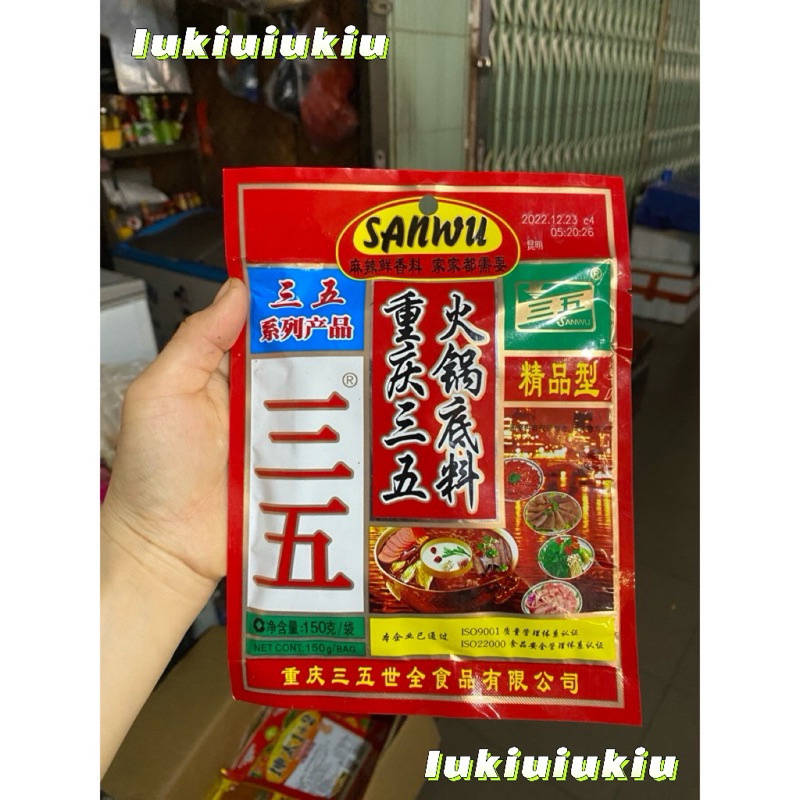 lukiuiukiu
SANWU
麻辣鲜香料 家家都需要
2022.12.23 c4
05:20:26
昆明
三五
系列产品
三五
SANWU
®
精品型
火锅底料
重庆三五
®
三五
净含量:150克/袋
NET CONT:150g/BAG
本企业已通过
ISO9001 质量管理体系认证
ISO22000 食品安全管理体系认证
重庆三五世全食品有限公司
lukiuiukiu